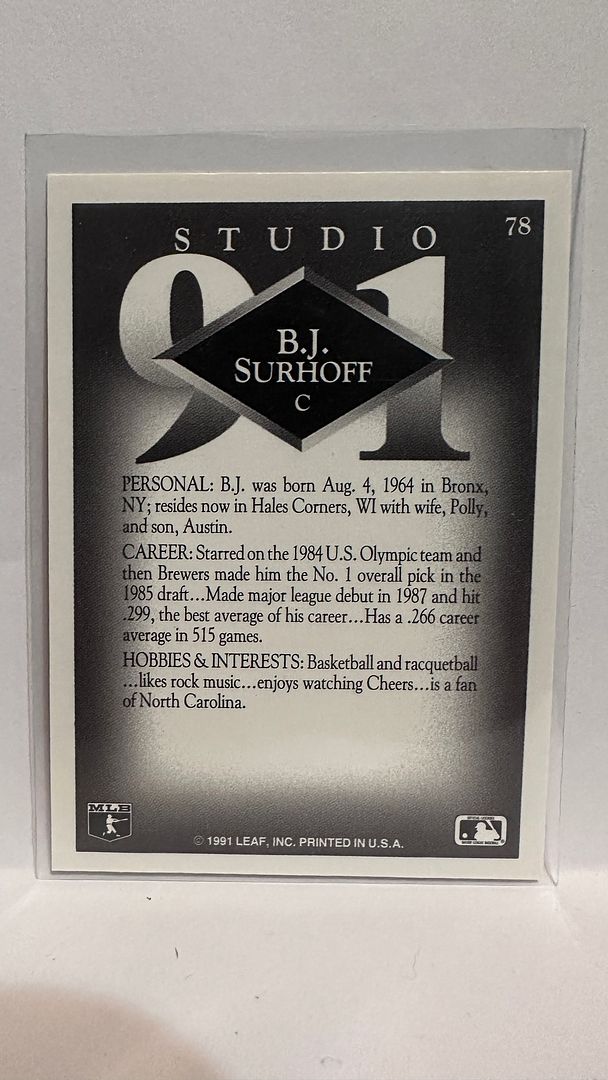 78
STUDIO
91
B.J.
SURHOFF
C
PERSONAL: B.J. was born Aug. 4, 1964 in Bronx,
NY; resides now in Hales Corners, WI with wife, Polly,
and son, Austin.
CAREER: Starred on the 1984 U.S. Olympic team and
then Brewers made him the No. 1 overall pick in the
1985 draft...Made major league debut in 1987 and hit
.299, the best average of his career...Has a .266 career
average in 515 games.
HOBBIES & INTERESTS: Basketball and racquetball
...likes rock music...enjoys watching Cheers...is a fan
of North Carolina.
MLB
© 1991 LEAF, INC. PRINTED IN U.S.A.